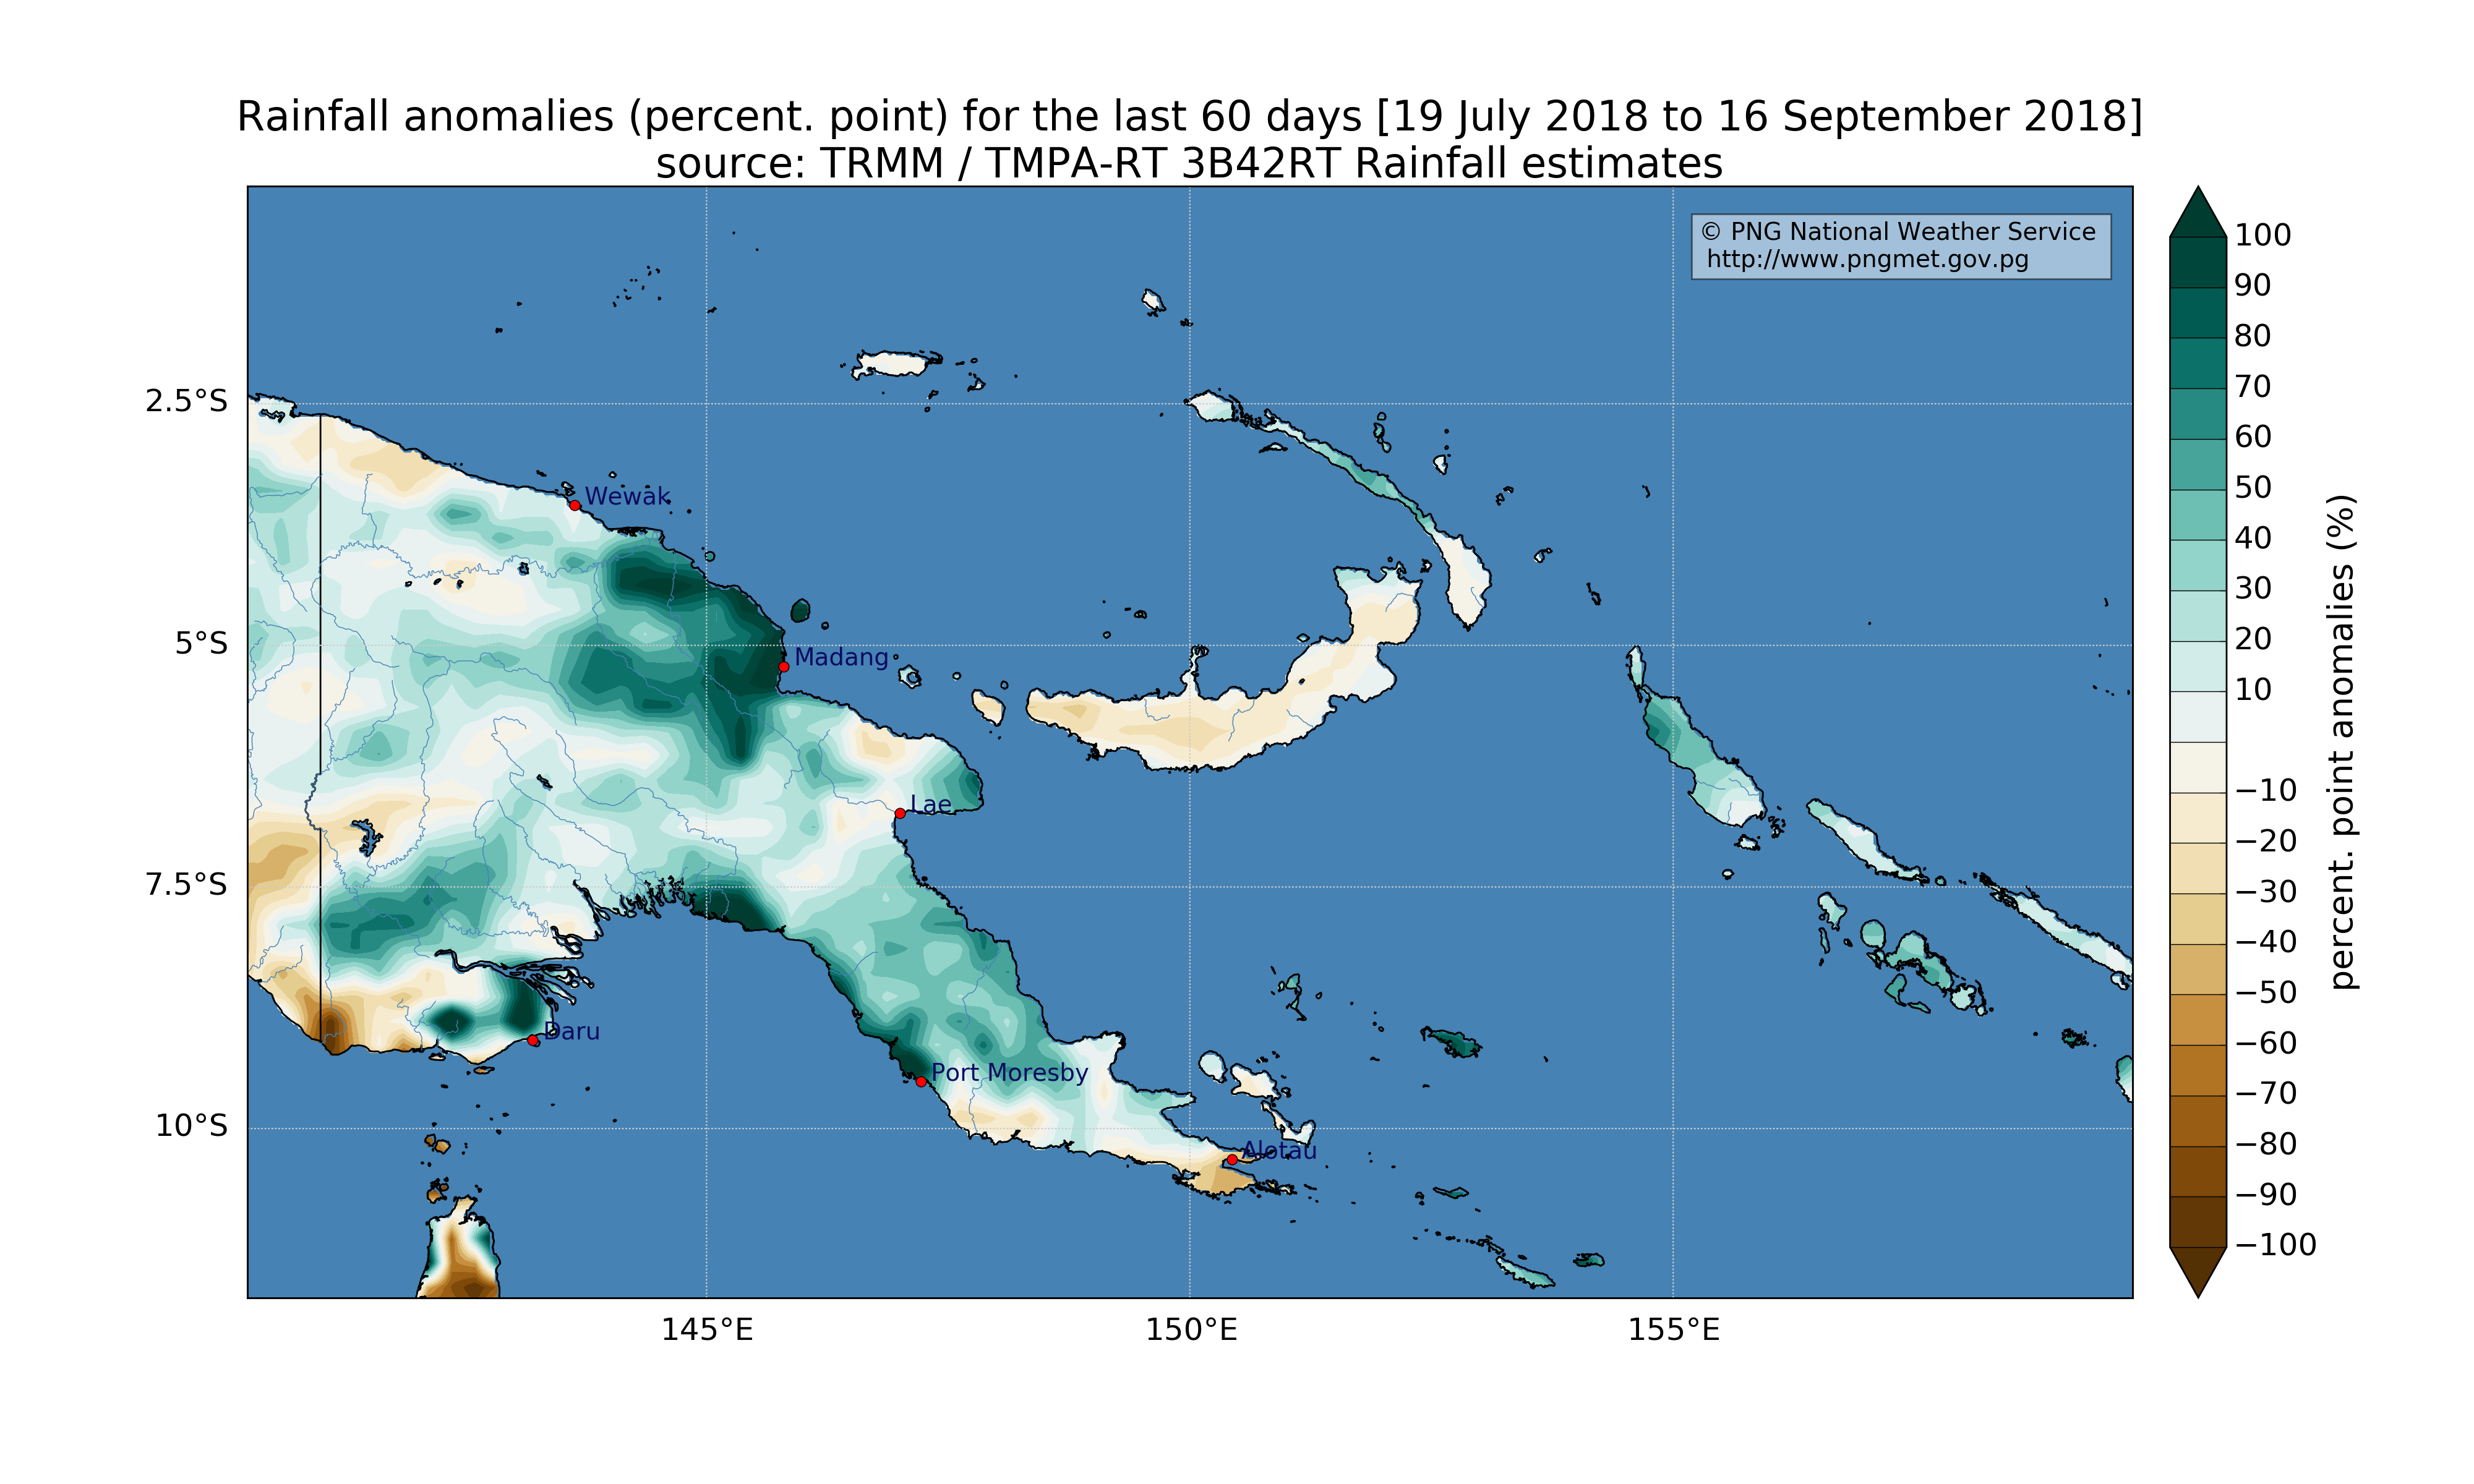 Rainfall anomalies (percent. point) for the last 60 days [19 July 2018 to 16 September 2018]
source: TRMM / TMPA-RT 3B42RT Rainfall estimates
© PNG National Weather Service
http://www.pngmet.gov.pg
2.5°S
5°S
7.5°S
10°S
Wewak
Madang
Lae
Daru
Port Moresby
Alotau
145°E
150°E
155°E
100
90
80
70
60
50
40
30
20
10
−10
−20
−30
−40
−50
−60
−70
−80
−90
−100
percent. point anomalies (%)